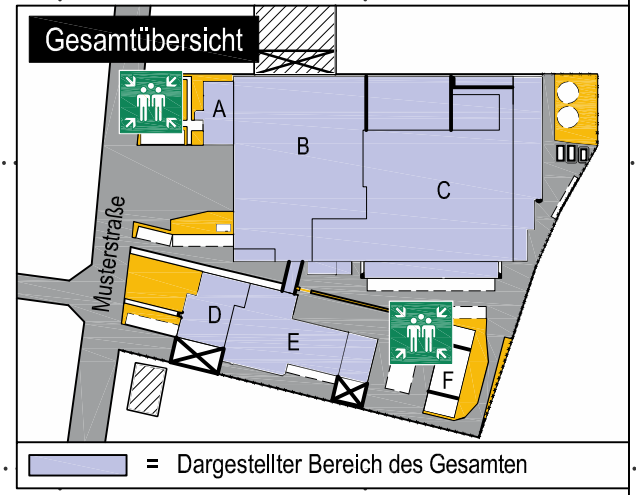 Gesamtübersicht
A
B
C
Musterstraße
D
E
F
= Dargestellter Bereich des Gesamten